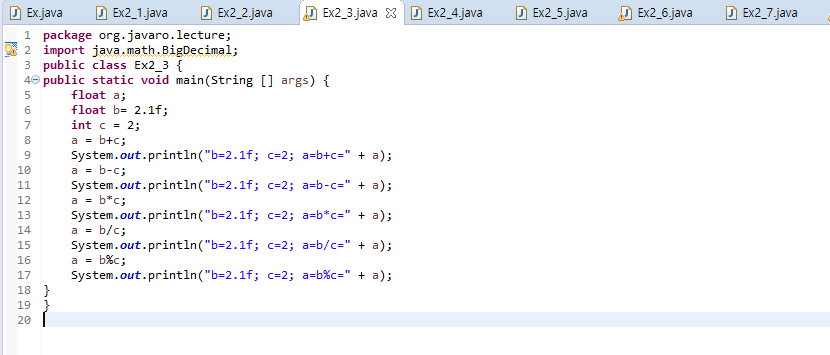 Ex.java Ex2_1.java Ex2_2.java Ex2_3.java Ex2_4.java Ex2_5.java Ex2_6.java Ex2_7.java
1 package org.javaro.lecture;
2 import java.math.BigDecimal;
3 public class Ex2_3 {
4 public static void main(String [] args) {
5     float a;
6     float b= 2.1f;
7     int c = 2;
8     a = b+c;
9     System.out.println("b=2.1f; c=2; a=b+c=" + a);
10     a = b-c;
11     System.out.println("b=2.1f; c=2; a=b-c=" + a);
12     a = b*c;
13     System.out.println("b=2.1f; c=2; a=b*c=" + a);
14     a = b/c;
15     System.out.println("b=2.1f; c=2; a=b/c=" + a);
16     a = b%c;
17     System.out.println("b=2.1f; c=2; a=b%c=" + a);
18 }
19 }
20